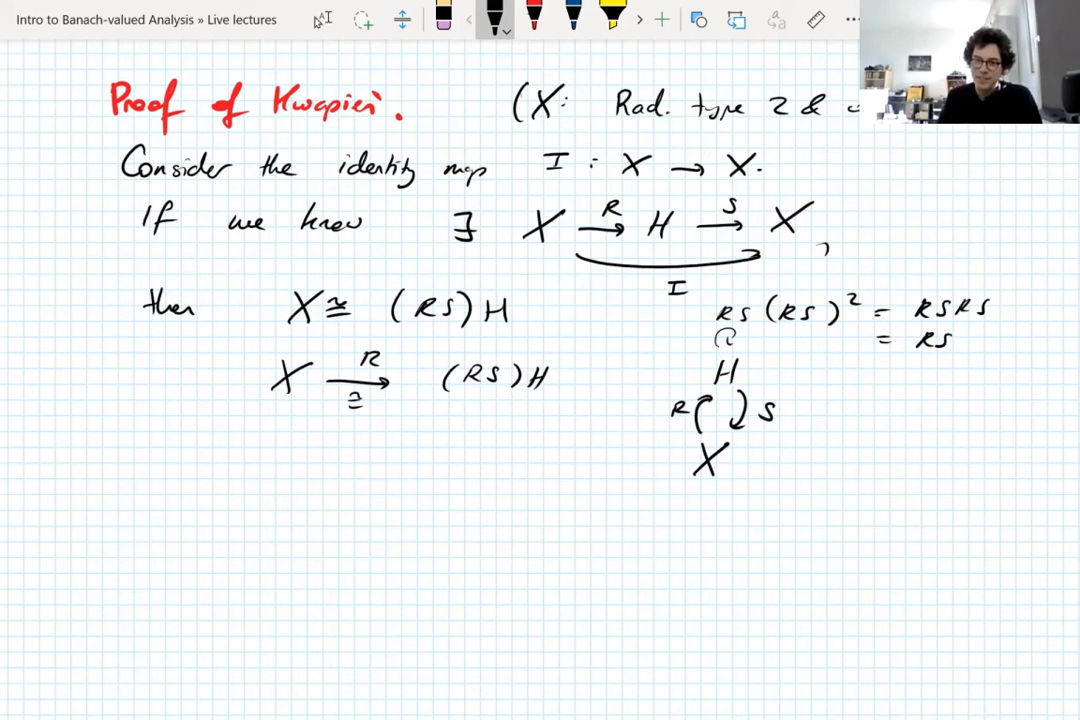 Intro to Banach-valued Analysis » Live lectures
Proof of Kwapień. (X: Rad. type 2 &
Consider the identity map I : X → X.
If we know ∃ X →R H →S X,
I
then X ≅ (RS)H
RS (RS)² = RSRS
= RS
X →R ≅ (RS)H
H
R S
X